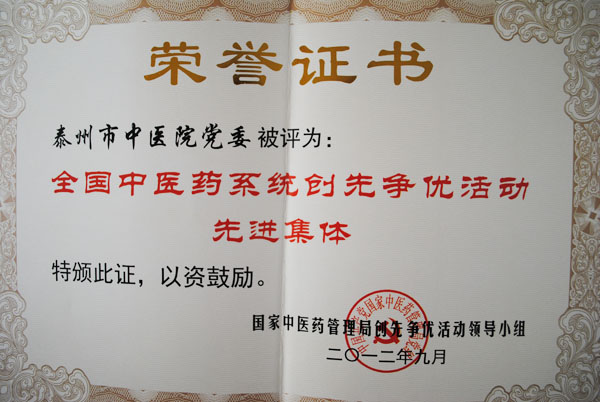 荣誉证书
泰州市中医院党委被评为：
全国中医药系统创先争优活动
先进集体
特颁此证，以资鼓励。
国家中医药管理局创先争优活动领导小组
二〇一二年九月